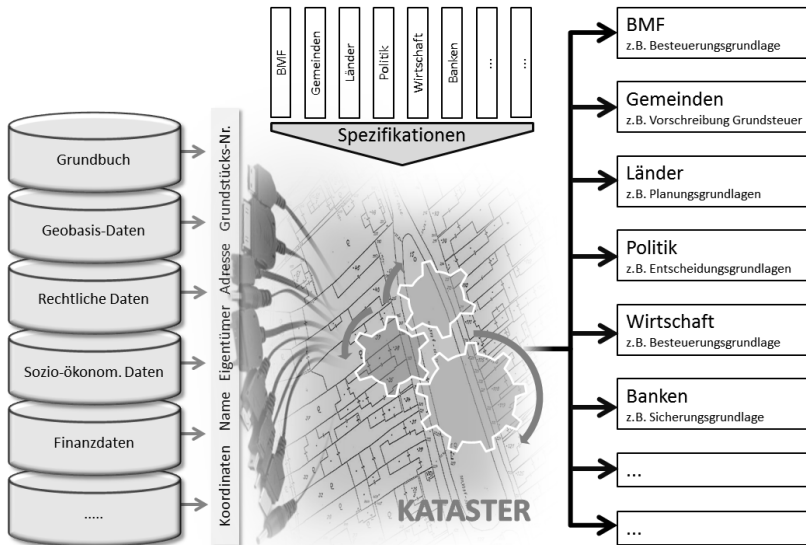 BMF
Gemeinden
Länder
Politik
Wirtschaft
Banken
...
...
Spezifikationen
Grundbuch
Geobasis-Daten
Rechtliche Daten
Sozio-ökonom. Daten
Finanzdaten
.....
Koordinaten Name Eigentümer Adresse Grundstücks-Nr.
KATASTER
BMF
z.B. Besteuerungsgrundlage
Gemeinden
z.B. Vorschreibung Grundsteuer
Länder
z.B. Planungsgrundlagen
Politik
z.B. Entscheidungsgrundlagen
Wirtschaft
z.B. Besteuerungsgrundlage
Banken
z.B. Sicherungsgrundlage
...
...